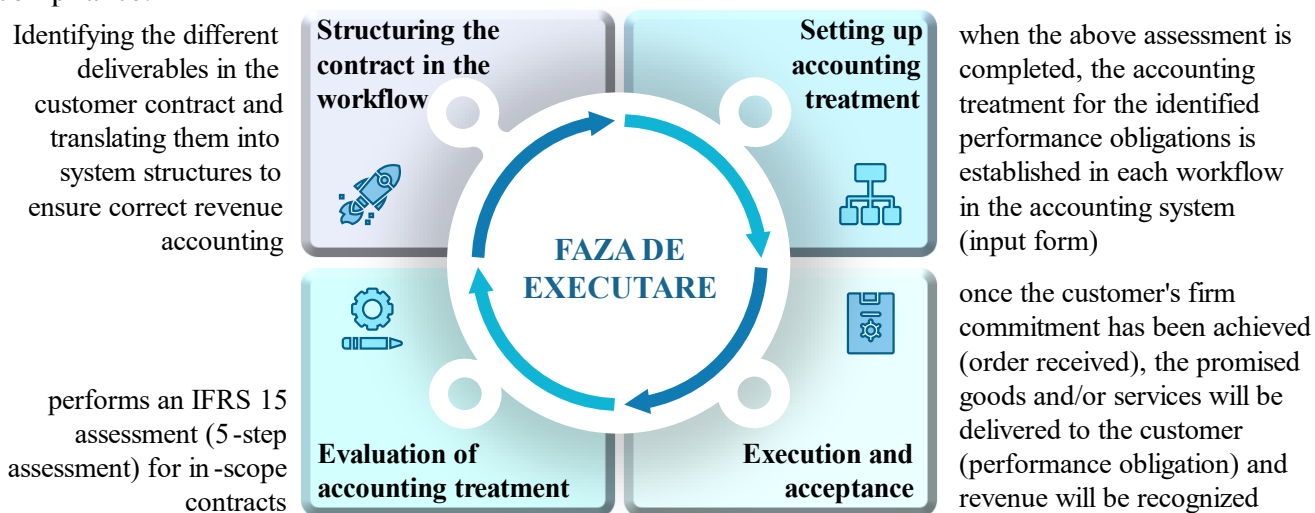 Identifying the different
deliverables in the
customer contract and
translating them into
system structures to
ensure correct revenue
accounting
Structuring the
contract in the
workflow
Setting up
accounting
treatment
when the above assessment is
completed, the accounting
treatment for the identified
performance obligations is
established in each workflow
in the accounting system
(input form)
FAZA DE
EXECUTARE
performs an IFRS 15
assessment (5-step
assessment) for in-scope
contracts
Evaluation of
accounting treatment
Execution and
acceptance
once the customer's firm
commitment has been achieved
(order received), the promised
goods and/or services will be
delivered to the customer
(performance obligation) and
revenue will be recognized